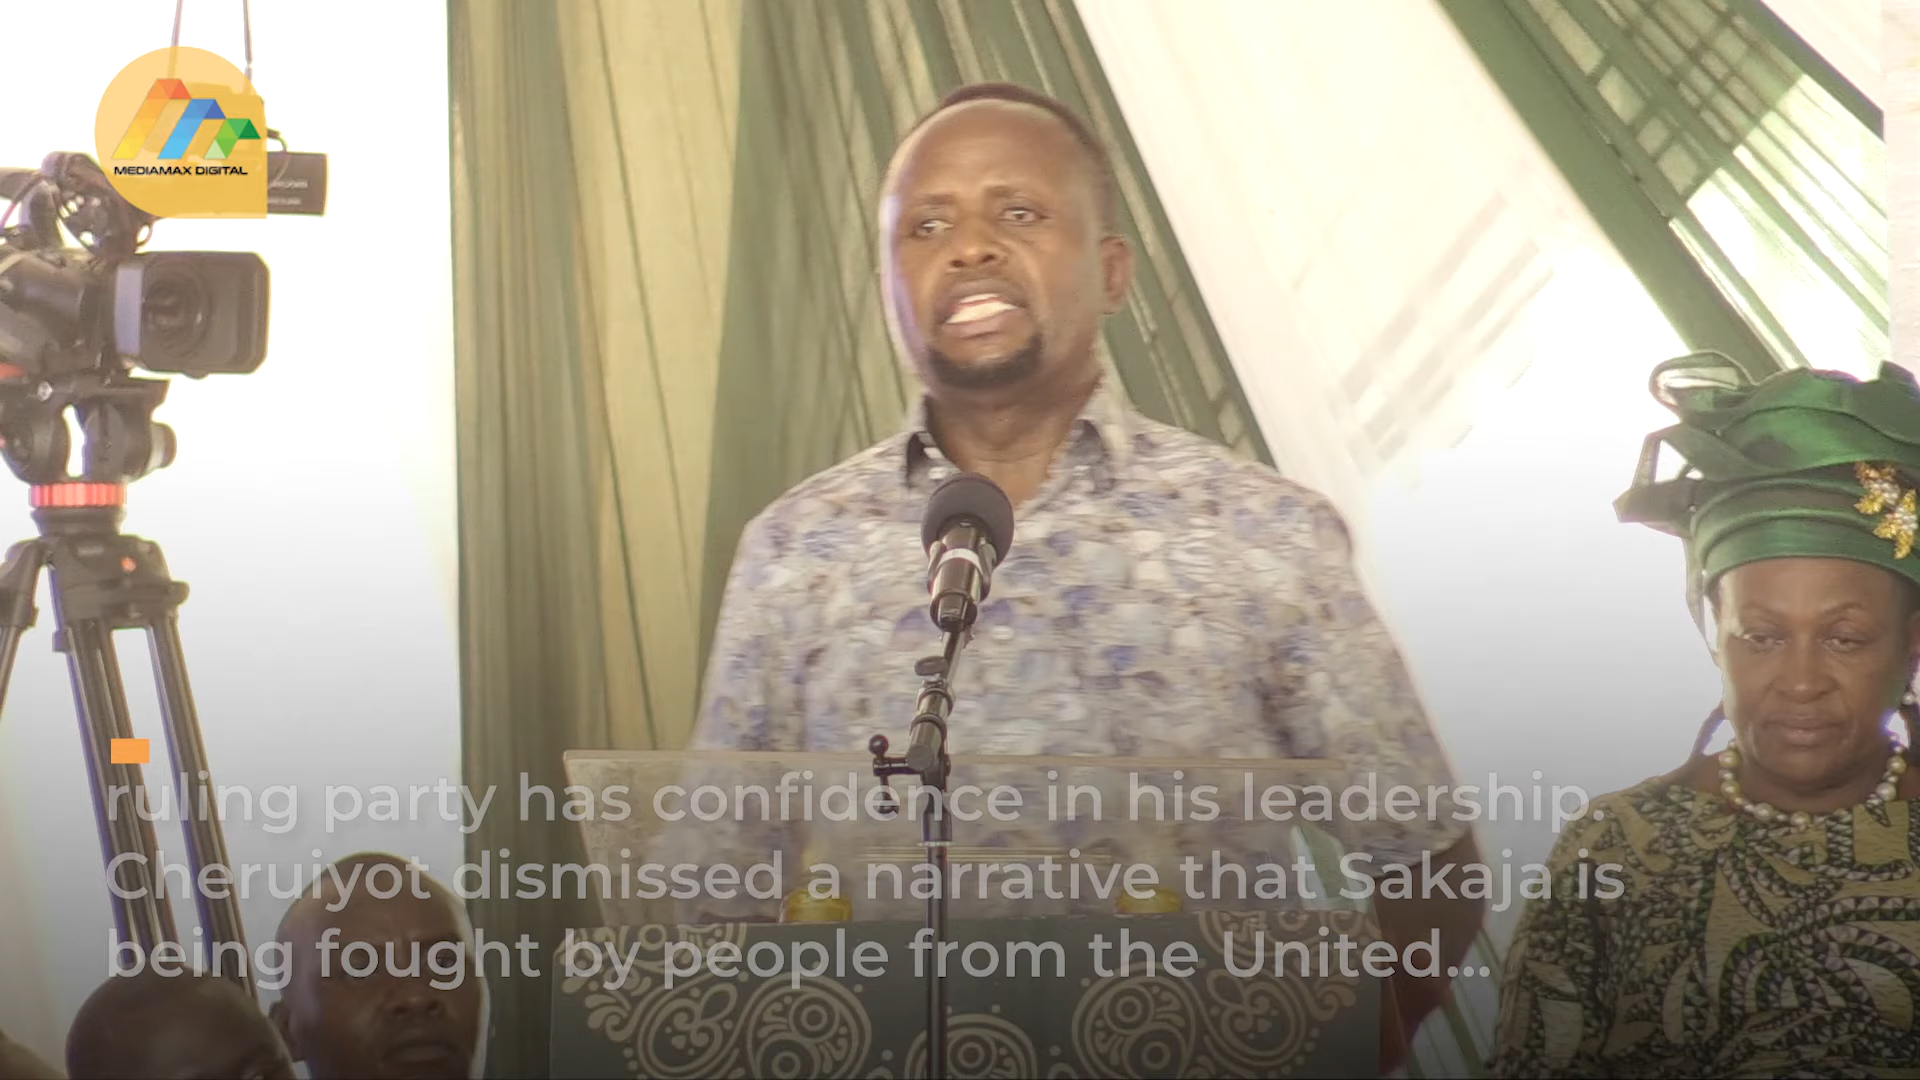 MEDIAMAX DIGITAL
ruling party has confidence in his leadership.
Cheruiyot dismissed a narrative that Sakaja is
being fought by people from the United...